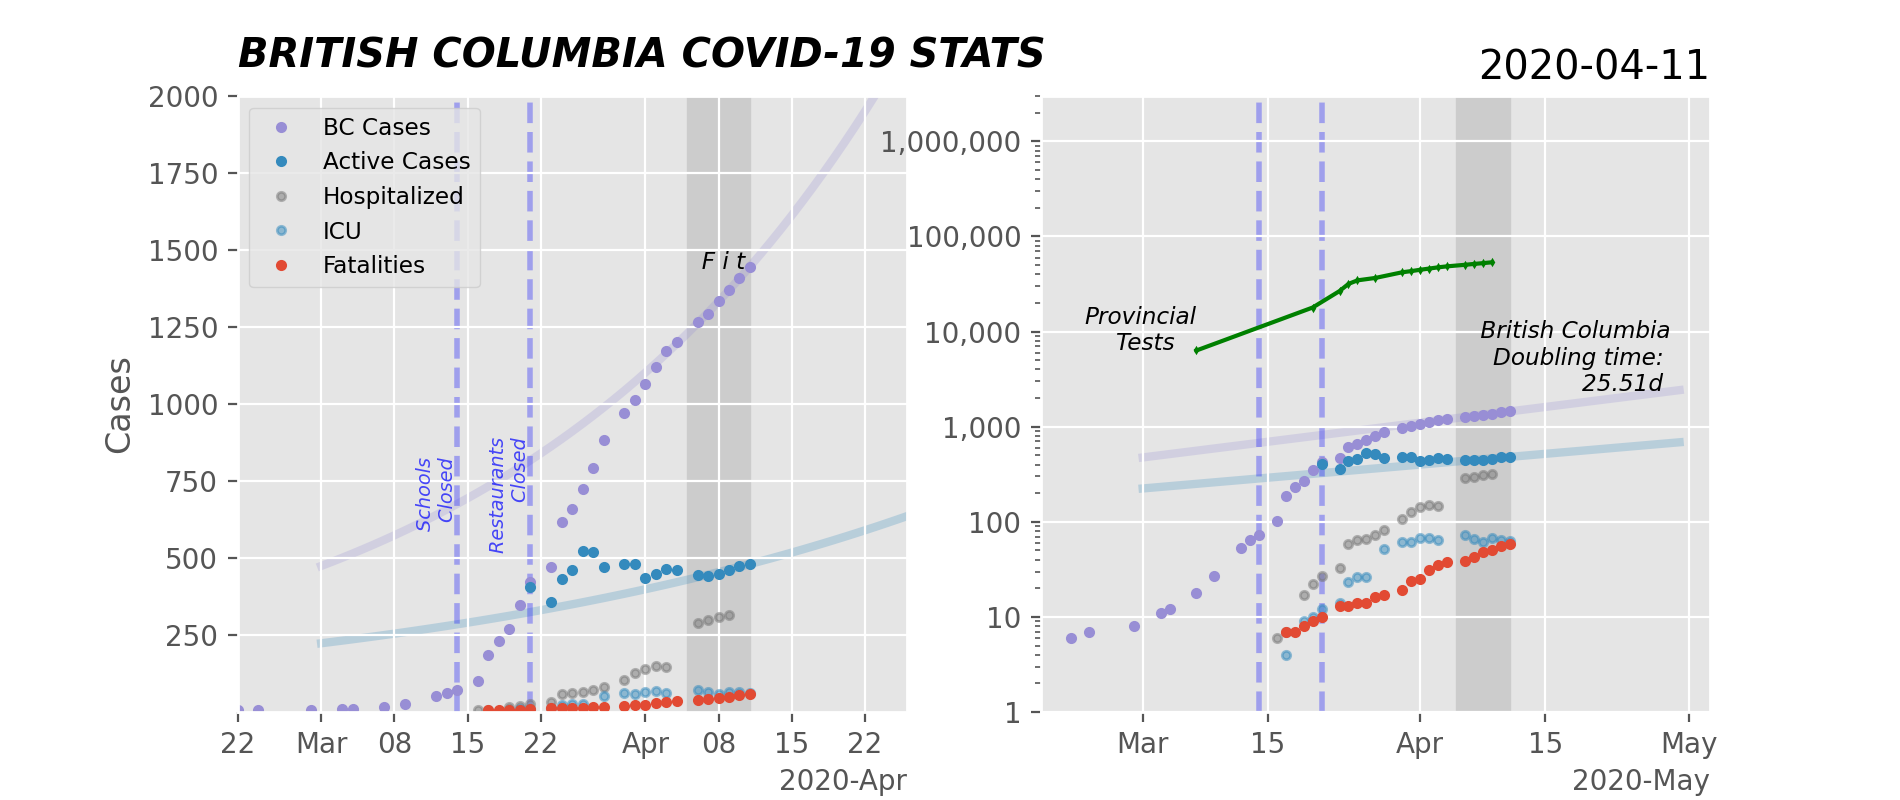 BRITISH COLUMBIA COVID-19 STATS
2020-04-11
Cases
2000
1750
1500
1250
1000
750
500
250
BC Cases
Active Cases
Hospitalized
ICU
Fatalities
Fit
Schools
Closed
Restaurants
Closed
22
Mar
08
15
22
Apr
08
15
22
2020-Apr
1,000,000
100,000
10,000
1,000
100
10
1
Provincial
Tests
British Columbia
Doubling time:
25.51d
Mar
15
Apr
15
May
2020-May